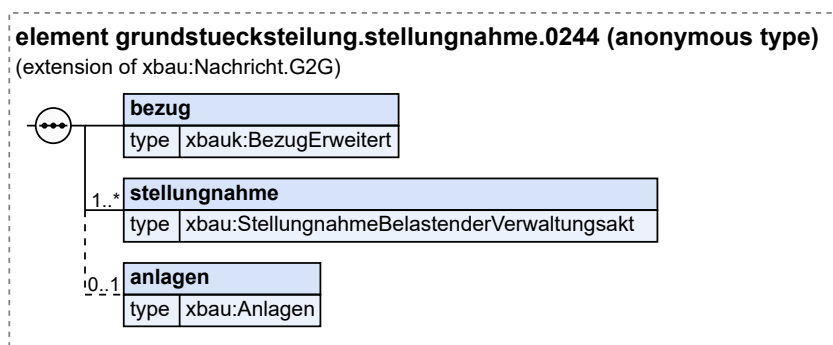 element grundstuecksteilung.stellungnahme.0244 (anonymous type)
(extension of xbau:Nachricht.G2G)
bezug
type xbauk:BezugErweitert
1..* stellungnahme
type xbau:StellungnahmeBelastenderVerwaltungsakt
0..1 anlagen
type xbau:Anlagen